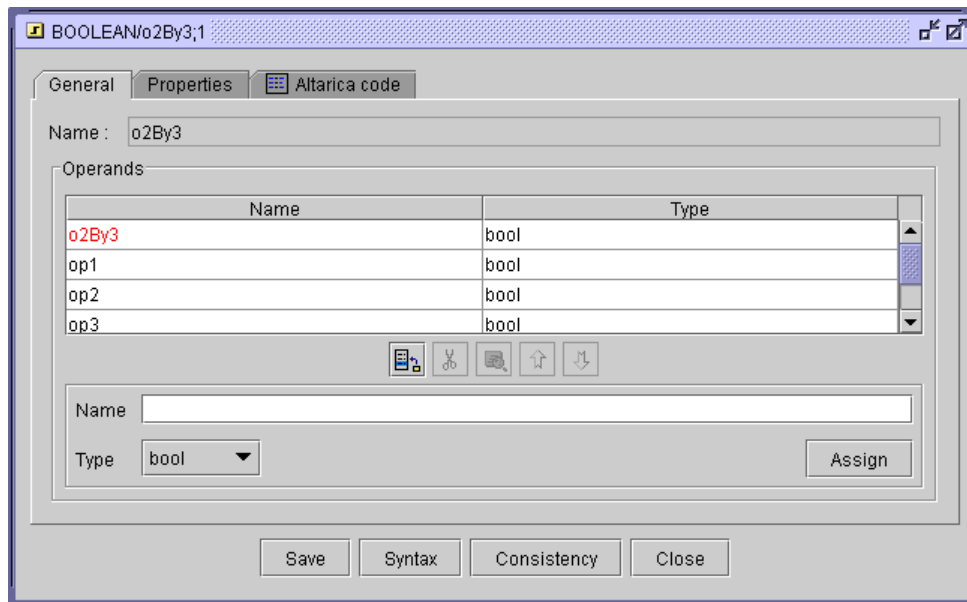 BOOLEAN/o2By3;1
General Properties Altarica code
Name : o2By3
Operands
Name Type
o2By3 bool
op1 bool
op2 bool
op3 bool
Name
Type bool Assign
Save Syntax Consistency Close